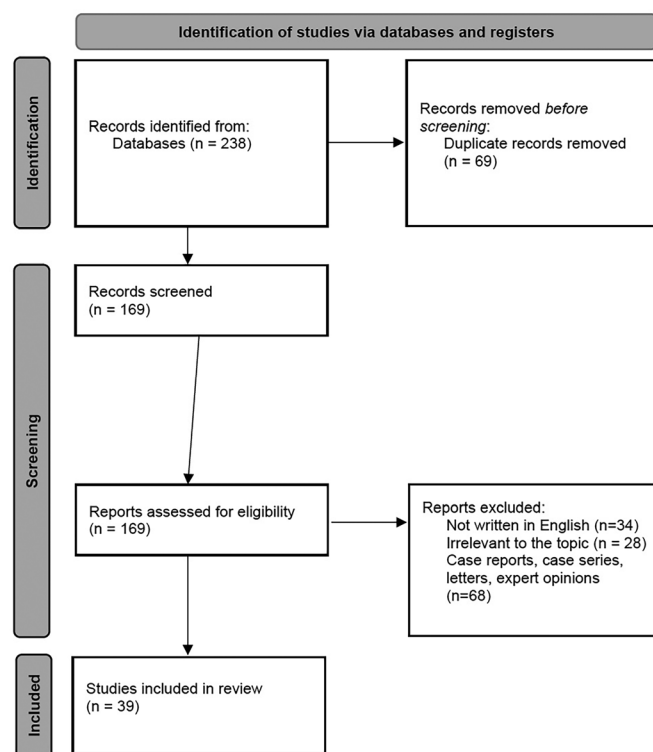 Identification of studies via databases and registers
Identification
Records identified from:
Databases (n = 238)
Records removed before
screening:
Duplicate records removed
(n = 69)
Screening
Records screened
(n = 169)
Reports assessed for eligibility
(n = 169)
Reports excluded:
Not written in English (n=34)
Irrelevant to the topic (n = 28)
Case reports, case series,
letters, expert opinions
(n=68)
Included
Studies included in review
(n = 39)